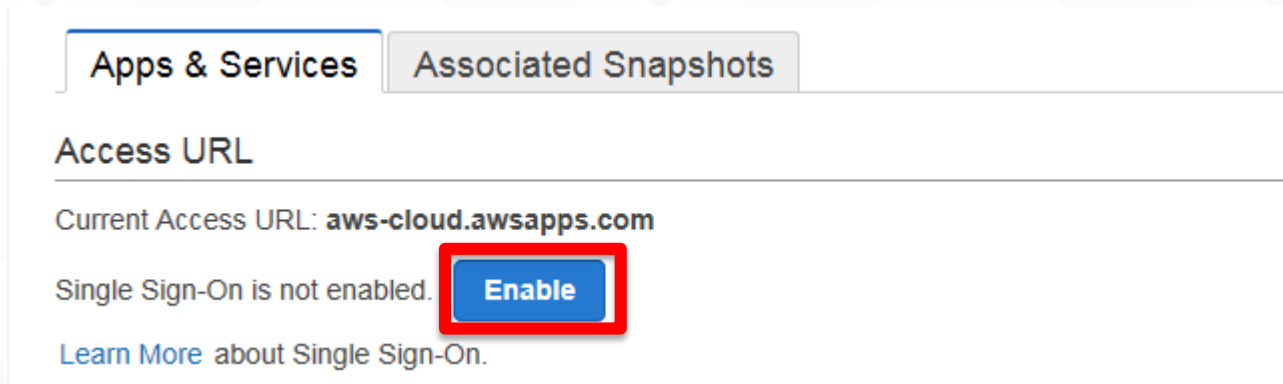 Apps & Services
Associated Snapshots
Access URL
Current Access URL: aws-cloud.awsapps.com
Single Sign-On is not enabled. Enable
Learn More about Single Sign-On.